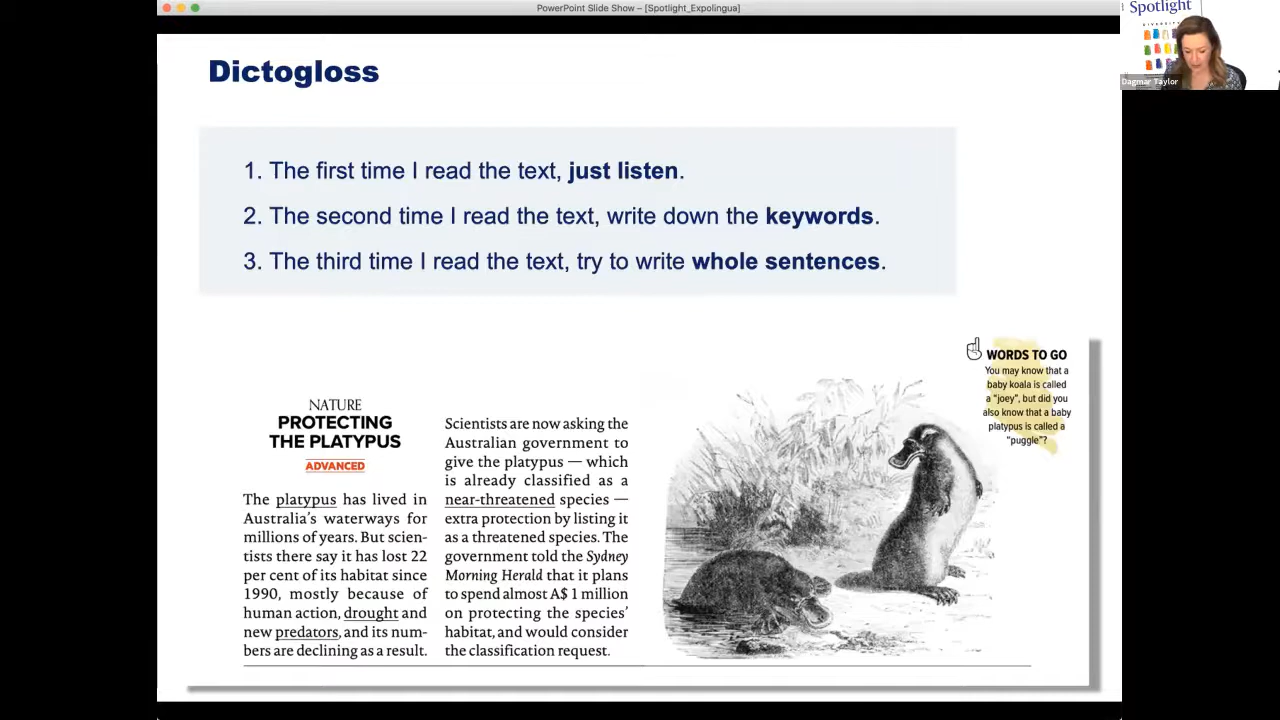 PowerPoint Slide Show – [Spotlight_Expolingua]
Spotlight
DIVERSITY
Dagmar Taylor
Dictogloss
1. The first time I read the text, just listen.
2. The second time I read the text, write down the keywords.
3. The third time I read the text, try to write whole sentences.
NATURE
PROTECTING
THE PLATYPUS
ADVANCED
The platypus has lived in
Australia's waterways for
millions of years. But scien-
tists there say it has lost 22
per cent of its habitat since
1990, mostly because of
human action, drought and
new predators, and its num-
bers are declining as a result.
Scientists are now asking the
Australian government to
give the platypus — which
is already classified as a
near-threatened species —
extra protection by listing it
as a threatened species. The
government told the Sydney
Morning Herald that it plans
to spend almost A$ 1 million
on protecting the species'
habitat, and would consider
the classification request.
WORDS TO GO
You may know that a
baby koala is called
a "joey", but did you
also know that a baby
platypus is called a
"puggle"?